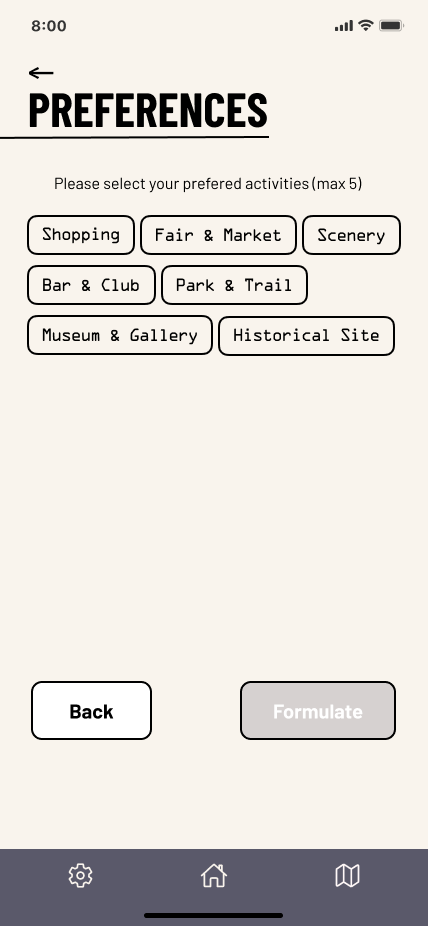 8:00
PREFERENCES
Please select your prefered activities (max 5)
Shopping Fair & Market Scenery
Bar & Club Park & Trail
Museum & Gallery Historical Site
Back Formulate